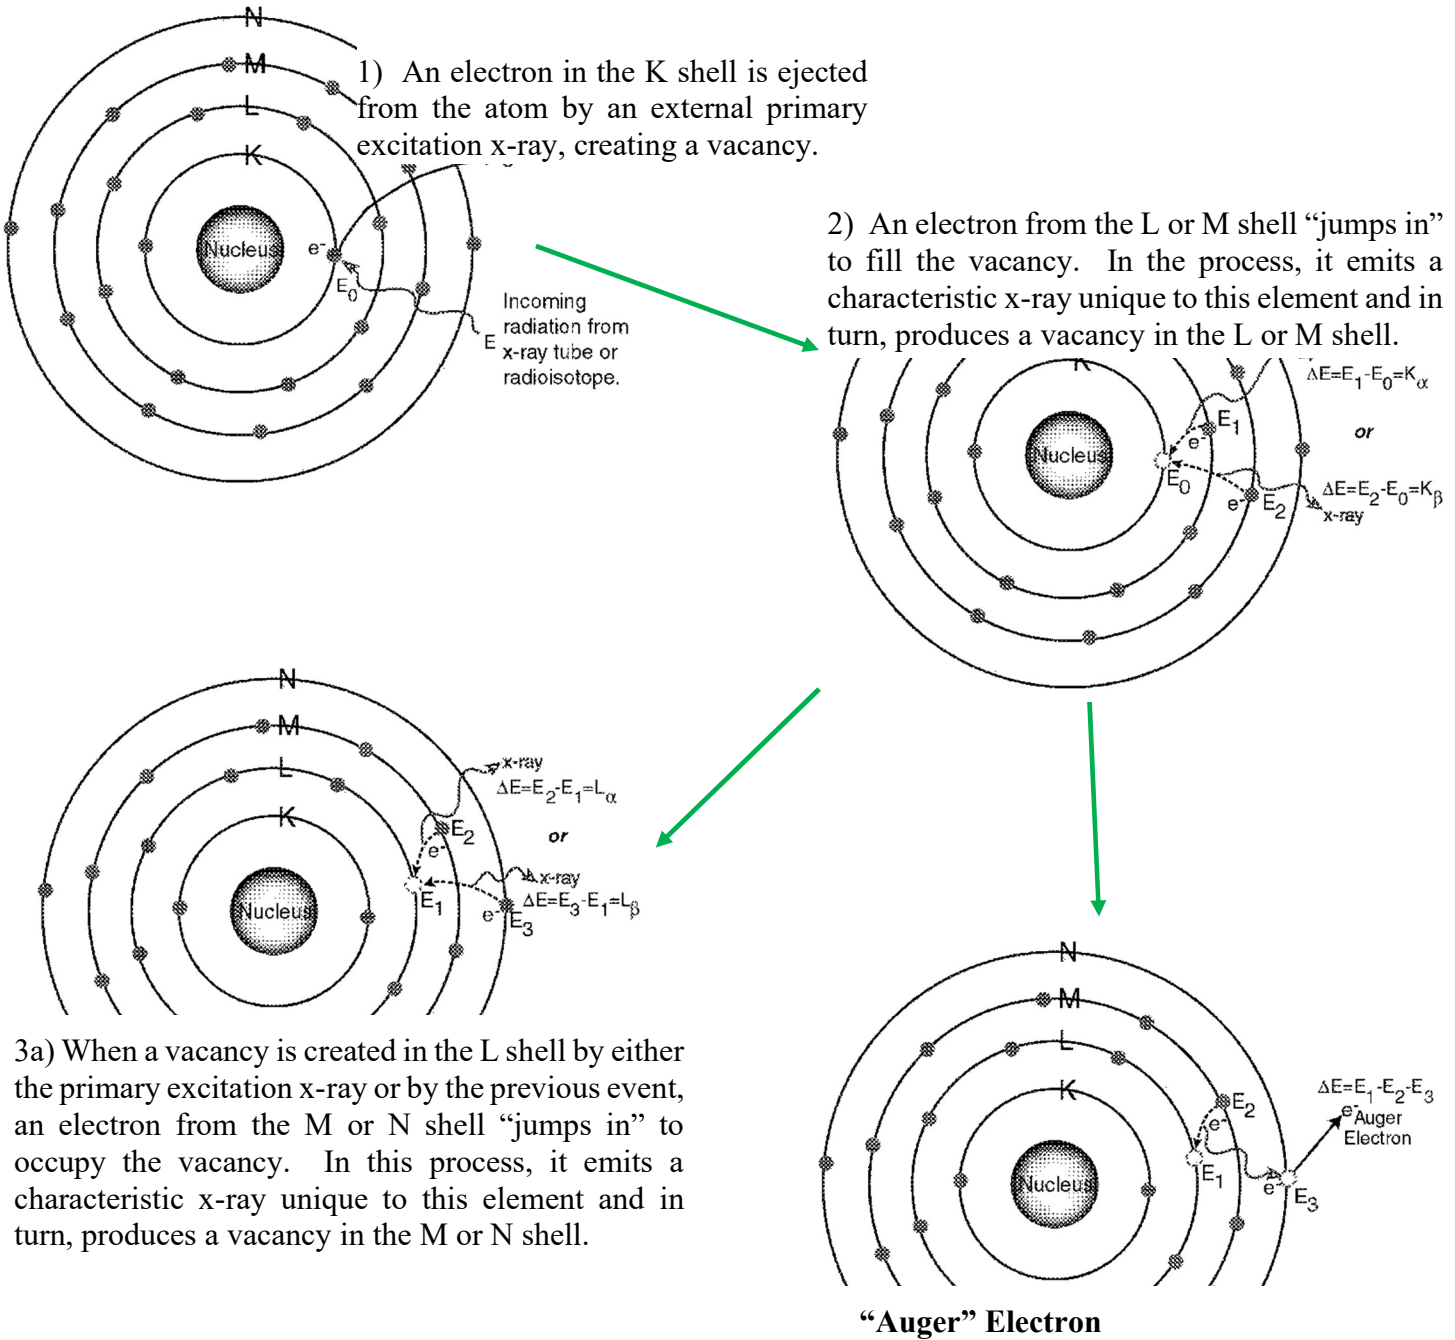 N
M
L
K
Nucleus
e-
E0
E
Incoming
radiation from
x-ray tube or
radioisotope.
1) An electron in the K shell is ejected
from the atom by an external primary
excitation x-ray, creating a vacancy.
2) An electron from the L or M shell “jumps in”
to fill the vacancy. In the process, it emits a
characteristic x-ray unique to this element and in
turn, produces a vacancy in the L or M shell.
K
Nucleus
ΔE=E1-E0=Kα
or
ΔE=E2-E0=Kβ
x-ray
E1
e-
E0
e-
E2
N
M
L
K
Nucleus
x-ray
ΔE=E2-E1=Lα
or
x-ray
ΔE=E3-E1=Lβ
E2
e-
E1
e-
E3
3a) When a vacancy is created in the L shell by either
the primary excitation x-ray or by the previous event,
an electron from the M or N shell “jumps in” to
occupy the vacancy. In this process, it emits a
characteristic x-ray unique to this element and in
turn, produces a vacancy in the M or N shell.
N
M
L
K
Nucleus
E2
e-
E1
e-
E3
ΔE=E1-E2-E3
e- Auger
Electron
“Auger” Electron